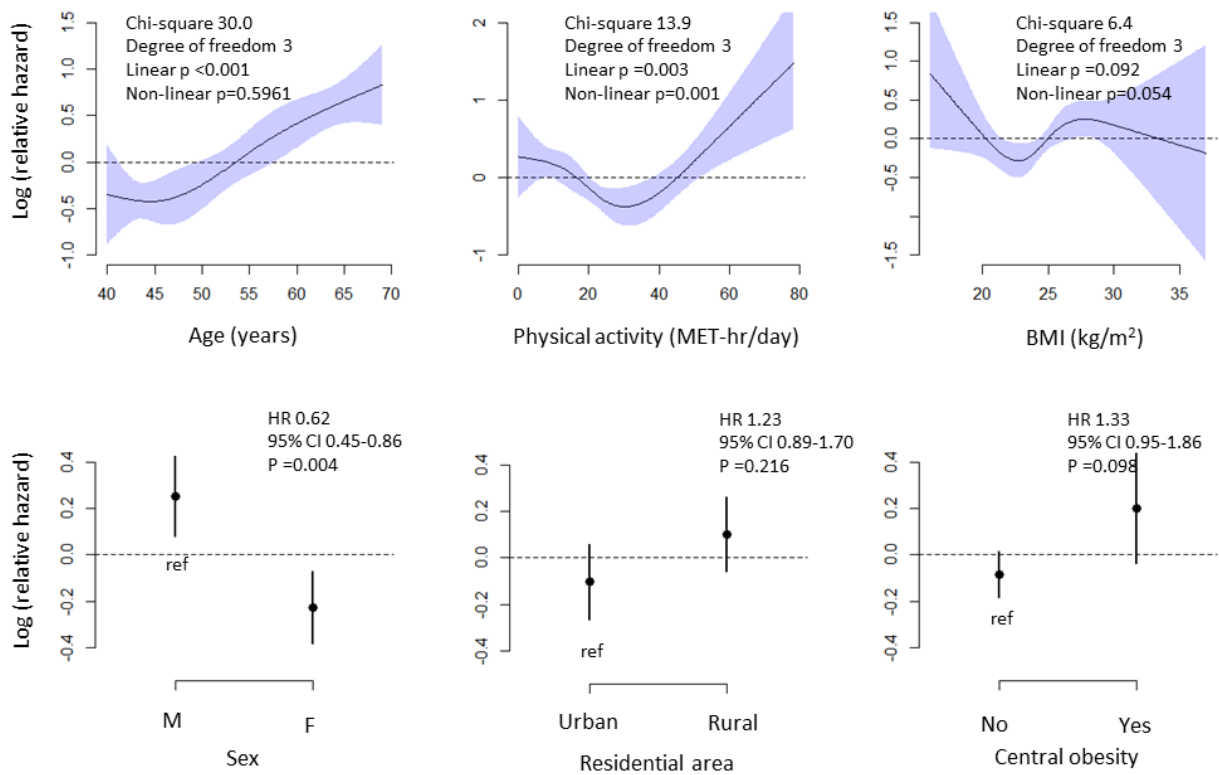 Chi-square 30.0
Degree of freedom 3
Linear p <0.001
Non-linear p=0.5961
Log (relative hazard)
1.5
1.0
0.5
0.0
-0.5
-1.0
40 45 50 55 60 65 70
Age (years)
Chi-square 13.9
Degree of freedom 3
Linear p =0.003
Non-linear p=0.001
2
1
0
-1
0 20 40 60 80
Physical activity (MET-hr/day)
Chi-square 6.4
Degree of freedom 3
Linear p =0.092
Non-linear p=0.054
1.5
0.5
0.0
-0.5
-1.5
20 25 30 35
BMI (kg/m²)
HR 0.62
95% CI 0.45-0.86
P =0.004
Log (relative hazard)
0.4
0.2
0.0
-0.2
-0.4
ref
M F
Sex
HR 1.23
95% CI 0.89-1.70
P =0.216
0.4
0.2
0.0
-0.2
-0.4
ref
Urban Rural
Residential area
HR 1.33
95% CI 0.95-1.86
P =0.098
0.4
0.2
0.0
-0.2
-0.4
ref
No Yes
Central obesity